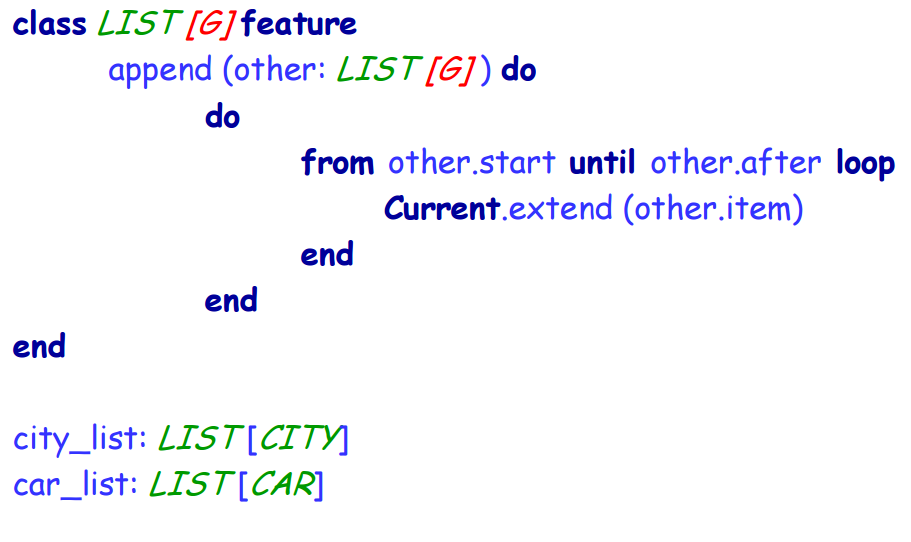 class LIST [G] feature
append (other: LIST [G] ) do
do
from other.start until other.after loop
Current.extend (other.item)
end
end
end
city_list: LIST [CITY]
car_list: LIST [CAR]